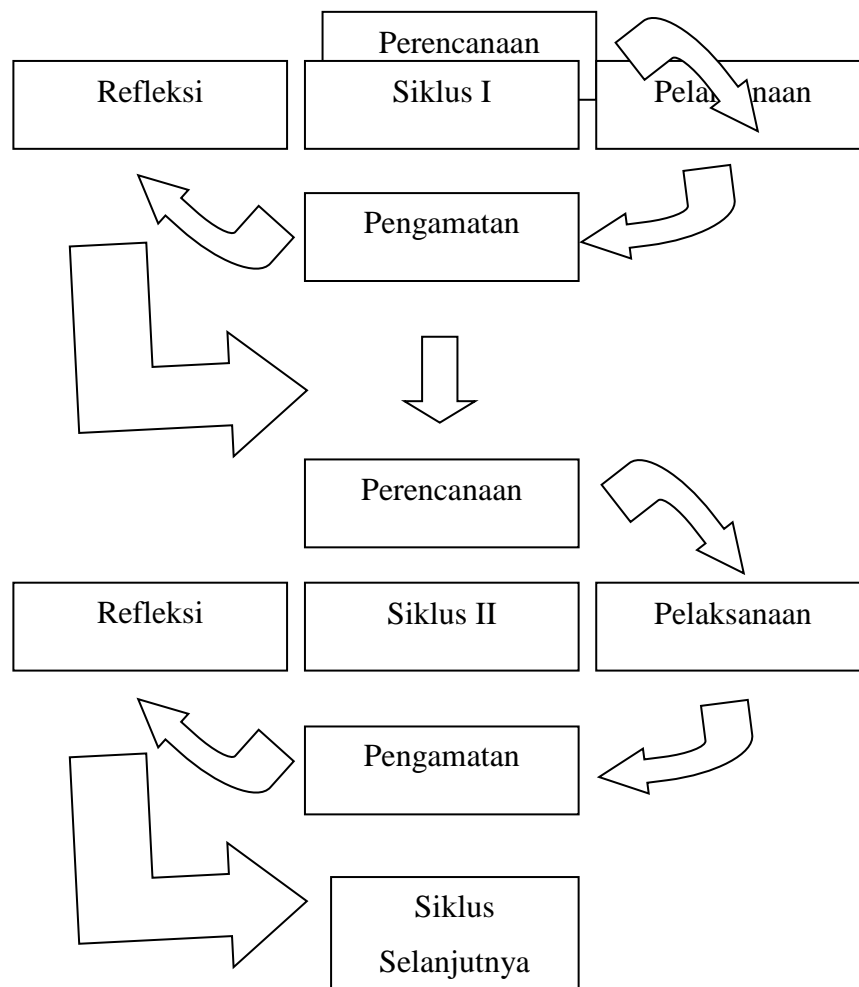 Perencanaan
Refleksi
Siklus I
Pengamatan
Perencanaan
Refleksi
Siklus II
Pelaksanaan
Pengamatan
Siklus
Selanjutnya